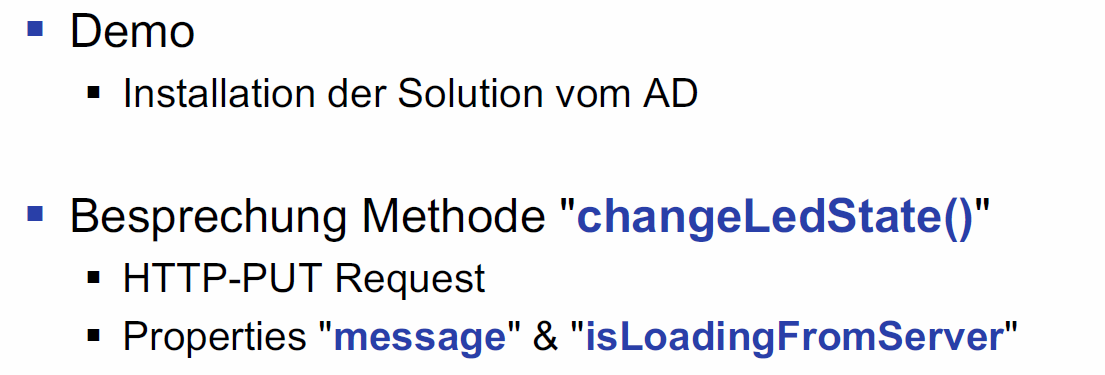 Demo
Installation der Solution vom AD
Besprechung Methode "changeLedState()"
HTTP-PUT Request
Properties "message" & "isLoadingFromServer"